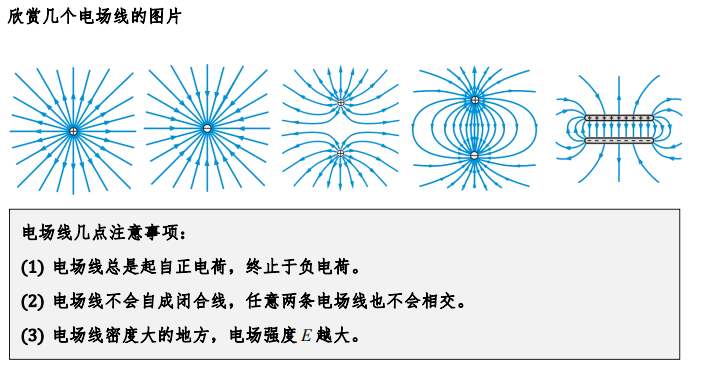 欣赏几个电场线的图片
电场线几点注意事项：
(1) 电场线总是起自正电荷，终止于负电荷。
(2) 电场线不会自成闭合线，任意两条电场线也不会相交。
(3) 电场线密度大的地方，电场强度 E 越大。